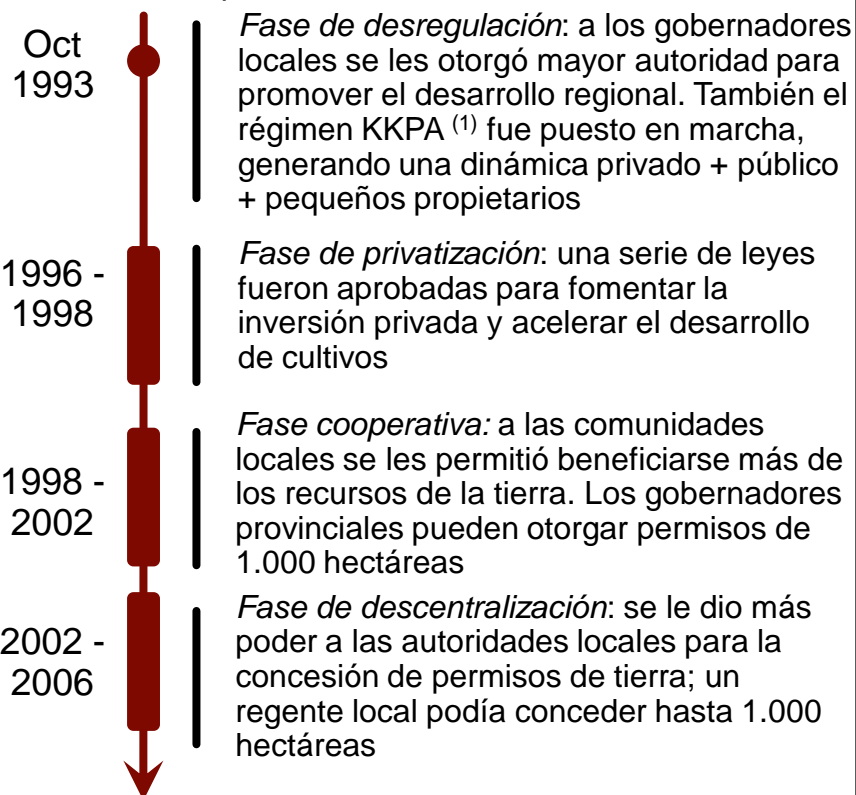 Oct
1993
Fase de desregulación: a los gobernadores
locales se les otorgó mayor autoridad para
promover el desarrollo regional. También el
régimen KKPA (1) fue puesto en marcha,
generando una dinámica privado + público
+ pequeños propietarios
1996 -
1998
Fase de privatización: una serie de leyes
fueron aprobadas para fomentar la
inversión privada y acelerar el desarrollo
de cultivos
1998 -
2002
Fase cooperativa: a las comunidades
locales se les permitió beneficiarse más de
los recursos de la tierra. Los gobernadores
provinciales pueden otorgar permisos de
1.000 hectáreas
2002 -
2006
Fase de descentralización: se le dio más
poder a las autoridades locales para la
concesión de permisos de tierra; un
regente local podía conceder hasta 1.000
hectáreas